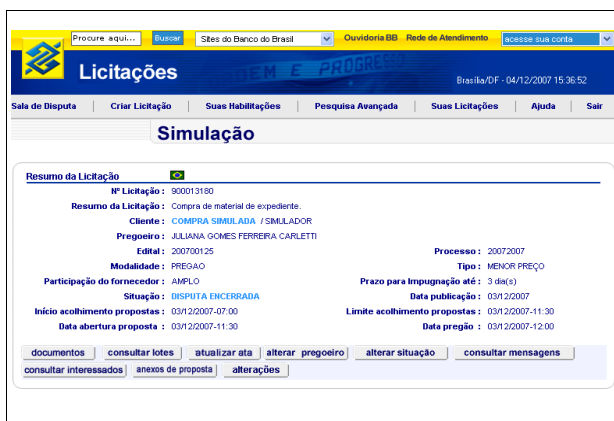 Procure aqui... Buscar Sites do Banco do Brasil Ouvidoria BB Rede de Atendimento acesse sua conta
Licitações ORDEM E PROGRESSO
Brasília/DF - 04/12/2007 15:36:52
Sala de Disputa | Criar Licitação | Suas Habilitações | Pesquisa Avançada | Suas Licitações | Ajuda | Sair
Simulação
Resumo da Licitação
Nº Licitação : 900013180
Resumo da Licitação : Compra de material de expediente.
Cliente : COMPRA SIMULADA / SIMULADOR
Pregoeiro : JULIANA GOMES FERREIRA CARLETTI
Edital : 200700125 Processo : 20072007
Modalidade : PREGAO Tipo : MENOR PREÇO
Participação do fornecedor : AMPLO Prazo para Impugnação até : 3 dia(s)
Situação : DISPUTA ENCERRADA Data publicação : 03/12/2007
Início acolhimento propostas : 03/12/2007-07:00 Limite acolhimento propostas : 03/12/2007-11:30
Data abertura proposta : 03/12/2007-11:30 Data pregão : 03/12/2007-12:00
documentos consultar lotes atualizar ata alterar pregoeiro alterar situação consultar mensagens
consultar interessados anexos de proposta alterações